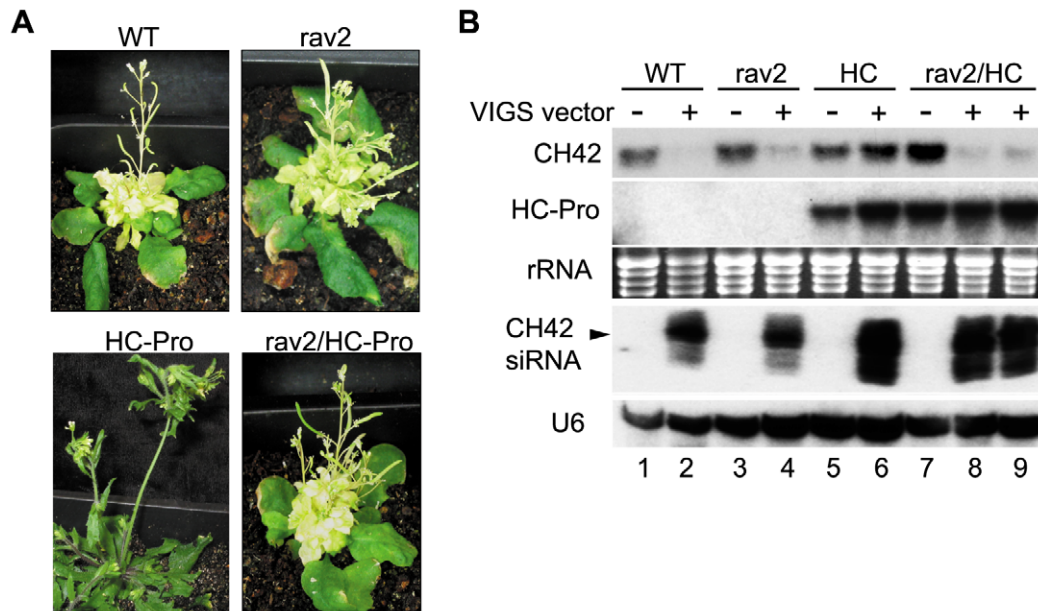 A
WT rav2
HC-Pro rav2/HC-Pro
B
WT rav2 HC rav2/HC
VIGS vector - + - + - + - + +
CH42
HC-Pro
rRNA
CH42
siRNA
U6
1 2 3 4 5 6 7 8 9